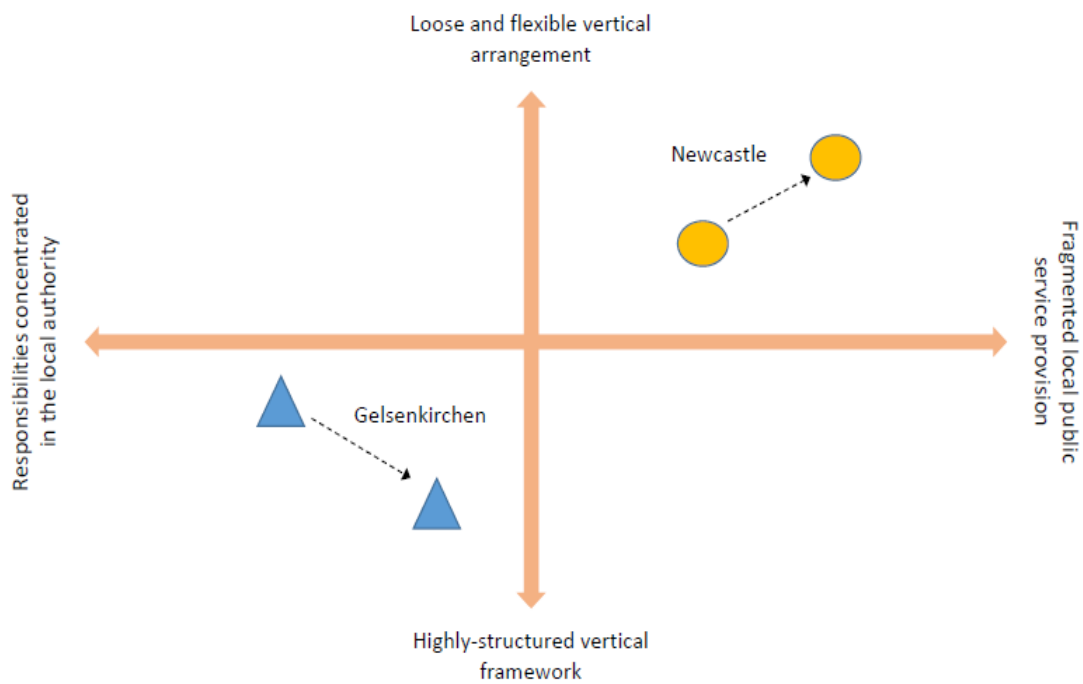 Loose and flexible vertical
arrangement
Newcastle
Responsibilities concentrated
in the local authority
Fragmented local public
service provision
Gelsenkirchen
Highly-structured vertical
framework